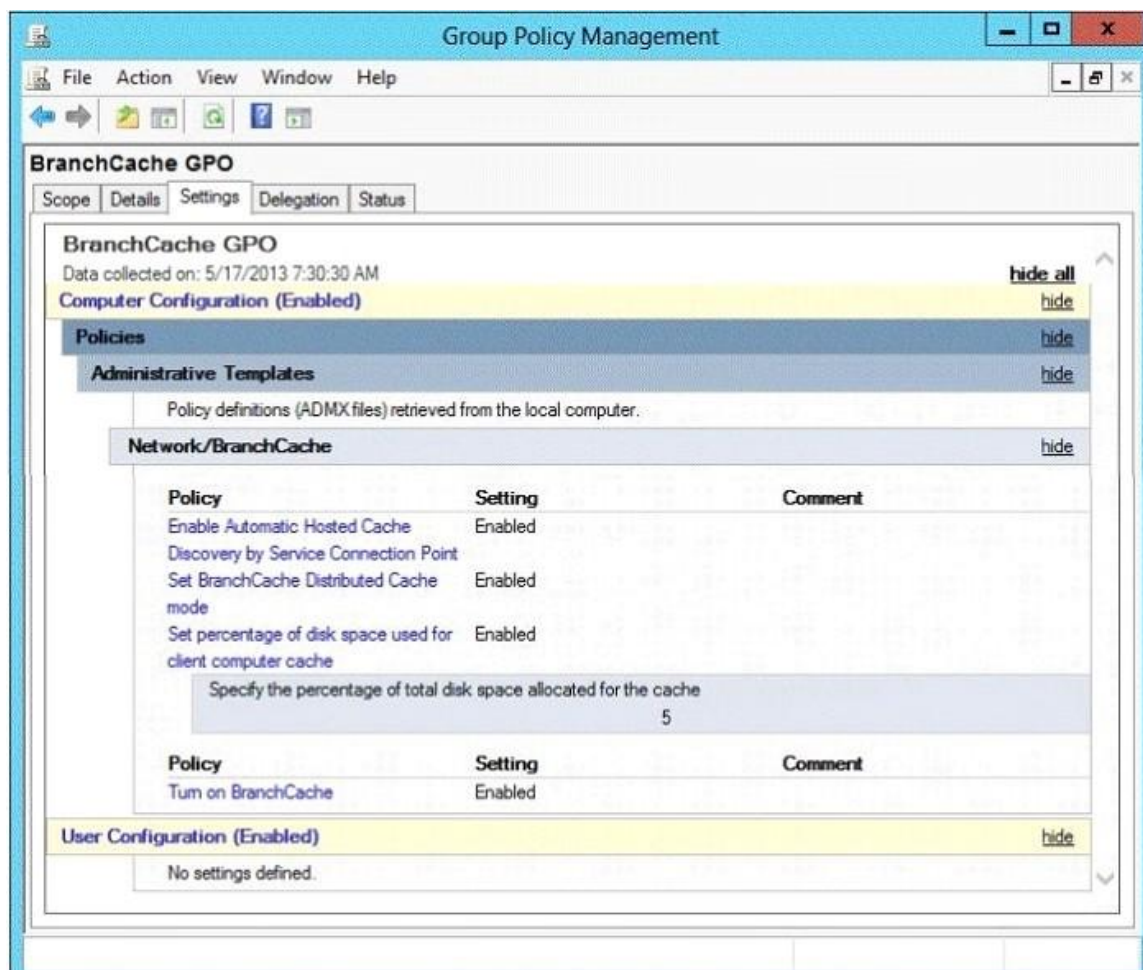 Group Policy Management
File Action View Window Help
BranchCache GPO
Scope Details Settings Delegation Status
BranchCache GPO
Data collected on: 5/17/2013 7:30:30 AM
hide all
Computer Configuration (Enabled) hide
Policies hide
Administrative Templates hide
Policy definitions (ADMX files) retrieved from the local computer.
Network/BranchCache hide
Policy Setting Comment
Enable Automatic Hosted Cache Enabled
Discovery by Service Connection Point
Set BranchCache Distributed Cache Enabled
mode
Set percentage of disk space used for Enabled
client computer cache
Specify the percentage of total disk space allocated for the cache
5
Policy Setting Comment
Turn on BranchCache Enabled
User Configuration (Enabled) hide
No settings defined.